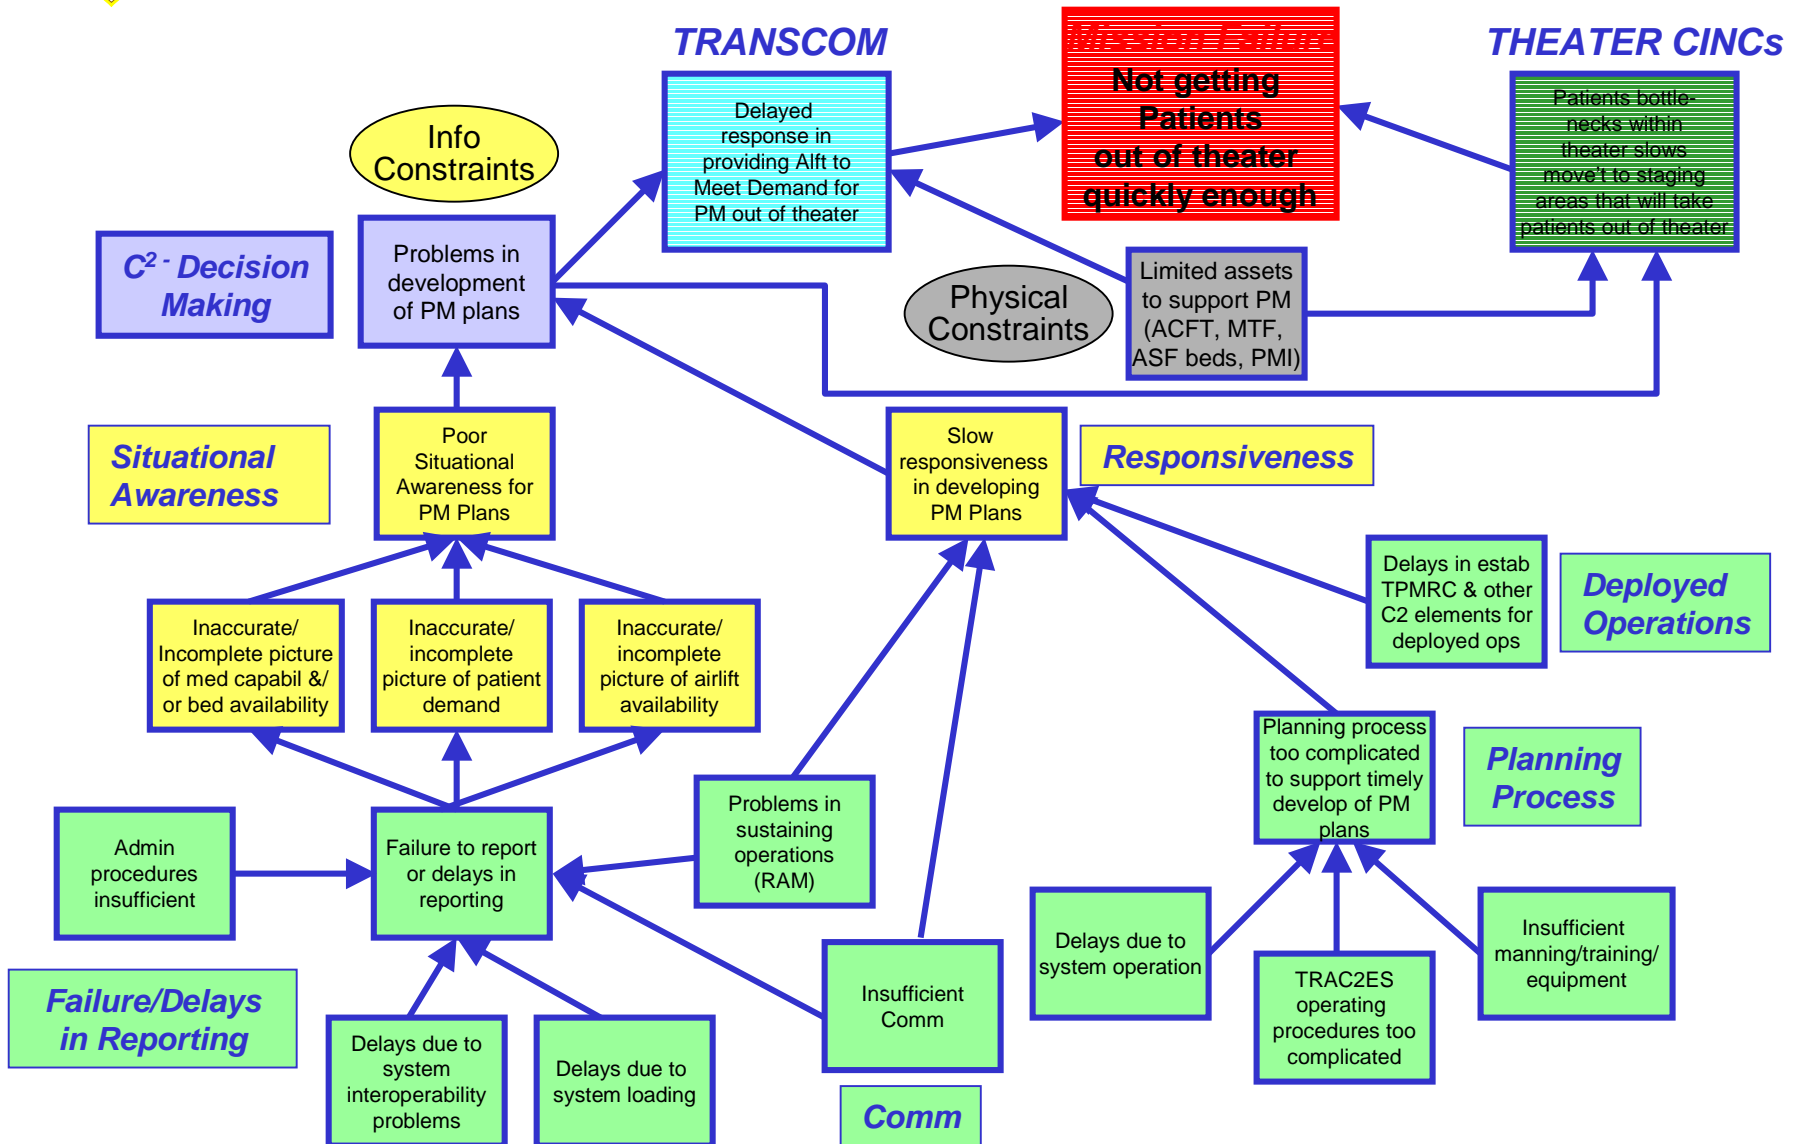 TRANSCOM
Mission Failure
Not getting
Patients
out of theater
quickly enough
THEATER CINCs
Delayed
response in
providing Alft to
Meet Demand for
PM out of theater
Patients bottle-
necks within
theater slows
move't to staging
areas that will take
patients out of theater
Info
Constraints
C2 - Decision
Making
Problems in
development
of PM plans
Physical
Constraints
Limited assets
to support PM
(ACFT, MTF,
ASF beds, PMI)
Situational
Awareness
Poor
Situational
Awareness for
PM Plans
Slow
responsiveness
in developing
PM Plans
Responsiveness
Delays in estab
TPMRC & other
C2 elements for
deployed ops
Deployed
Operations
Inaccurate/
Incomplete picture
of med capabil &/
or bed availability
Inaccurate/
incomplete
picture of patient
demand
Inaccurate/
incomplete
picture of airlift
availability
Planning process
too complicated
to support timely
develop of PM
plans
Planning
Process
Admin
procedures
insufficient
Failure to report
or delays in
reporting
Problems in
sustaining
operations
(RAM)
Delays due to
system operation
TRAC2ES
operating
procedures too
complicated
Insufficient
manning/training/
equipment
Failure/Delays
in Reporting
Delays due to
system
interoperability
problems
Delays due to
system loading
Insufficient
Comm
Comm